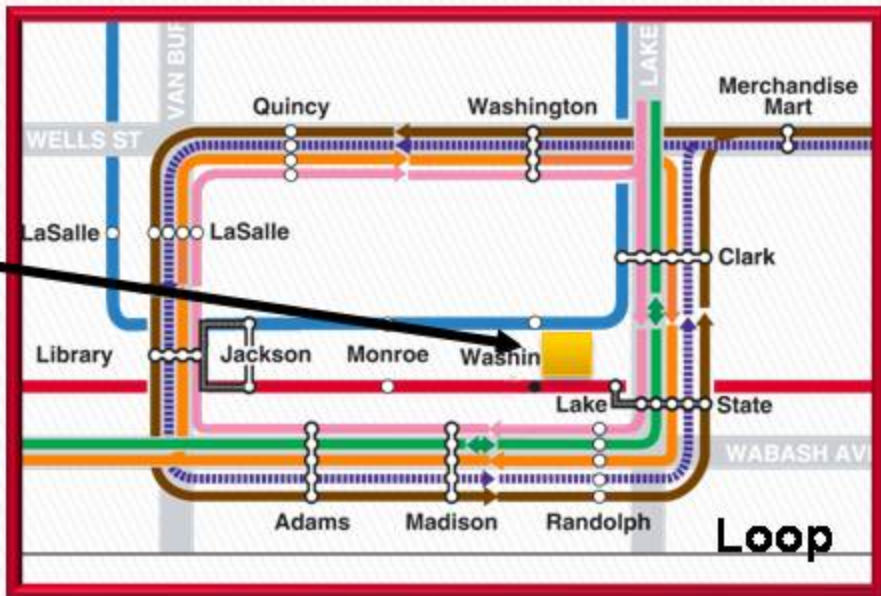 VAN BUR
LAKE
Merchandise
Mart
Quincy
Washington
WELLS ST
LaSalle
LaSalle
Clark
Library
Jackson
Monroe
Washin
Lake
State
WABASH AV
Adams
Madison
Randolph
Loop